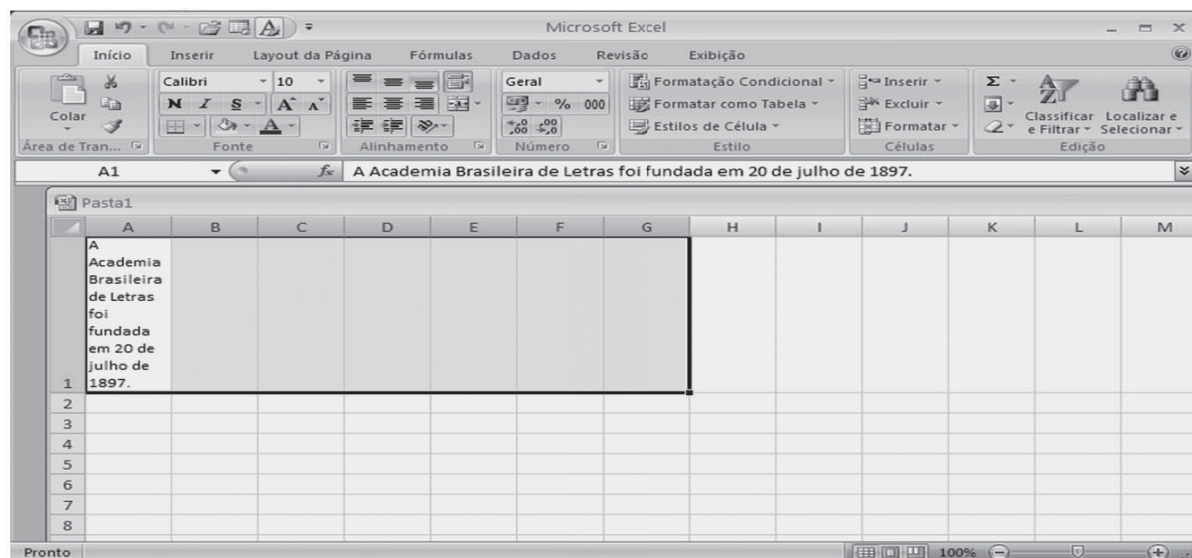 Microsoft Excel
Início Inserir Layout da Página Fórmulas Dados Revisão Exibição
Colar
Calibri 10
N I S A A
A
Geral
% 000
,00 ,0
Formatação Condicional
Formatar como Tabela
Estilos de Célula
Inserir
Excluir
Formatar
Σ
Classificar e Filtrar
Localizar e Selecionar
Área de Tran... Fonte Alinhamento Número Estilo Células Edição
A1 fx A Academia Brasileira de Letras foi fundada em 20 de julho de 1897.
Pasta1
A B C D E F G H I J K L M
A
Academia
Brasileira
de Letras
foi
fundada
em 20 de
julho de
1 1897.
2
3
4
5
6
7
8
Pronto 100%